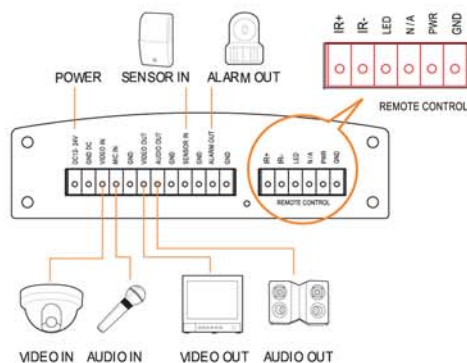 IR+ IR- LED N/A PWR GND
REMOTE CONTROL
POWER SENSOR IN ALARM OUT
DC12- 24V GND DC VIDEO IN MIC IN GND VIDEO OUT AUDIO OUT GND SENSOR IN GND ALARM OUT GND
IR+ IR- LED N/A PWR GND
REMOTE CONTROL
VIDEO IN AUDIO IN VIDEO OUT AUDIO OUT